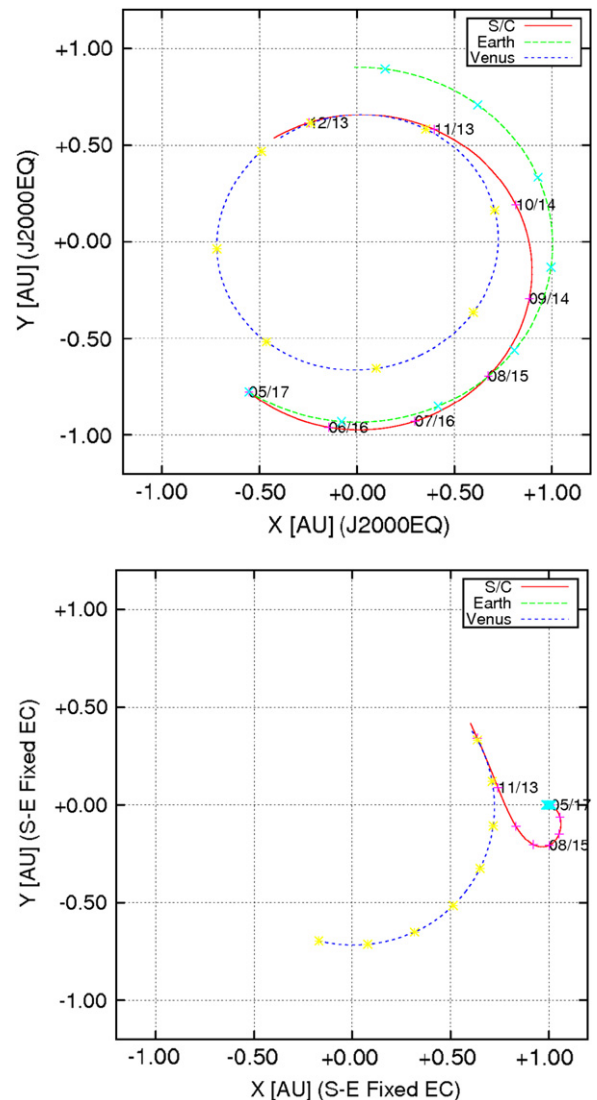 S/C
Earth
Venus
+1.00
+0.50
+0.00
-0.50
-1.00
Y [AU] (J2000EQ)
12/13
11/13
10/14
09/14
08/15
07/16
06/16
05/17
-1.00 -0.50 +0.00 +0.50 +1.00
X [AU] (J2000EQ)
S/C
Earth
Venus
+1.00
+0.50
+0.00
-0.50
-1.00
Y [AU] (S-E Fixed EC)
11/13
05/17
08/15
-1.00 -0.50 +0.00 +0.50 +1.00
X [AU] (S-E Fixed EC)